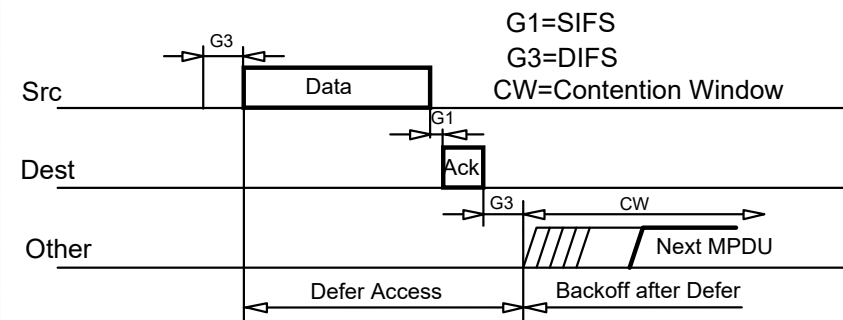 G1=SIFS
G3
G3=DIFS
Src
Data
CW=Contention Window
G1
Dest
Ack
G3
CW
Other
Next MPDU
Defer Access
Backoff after Defer